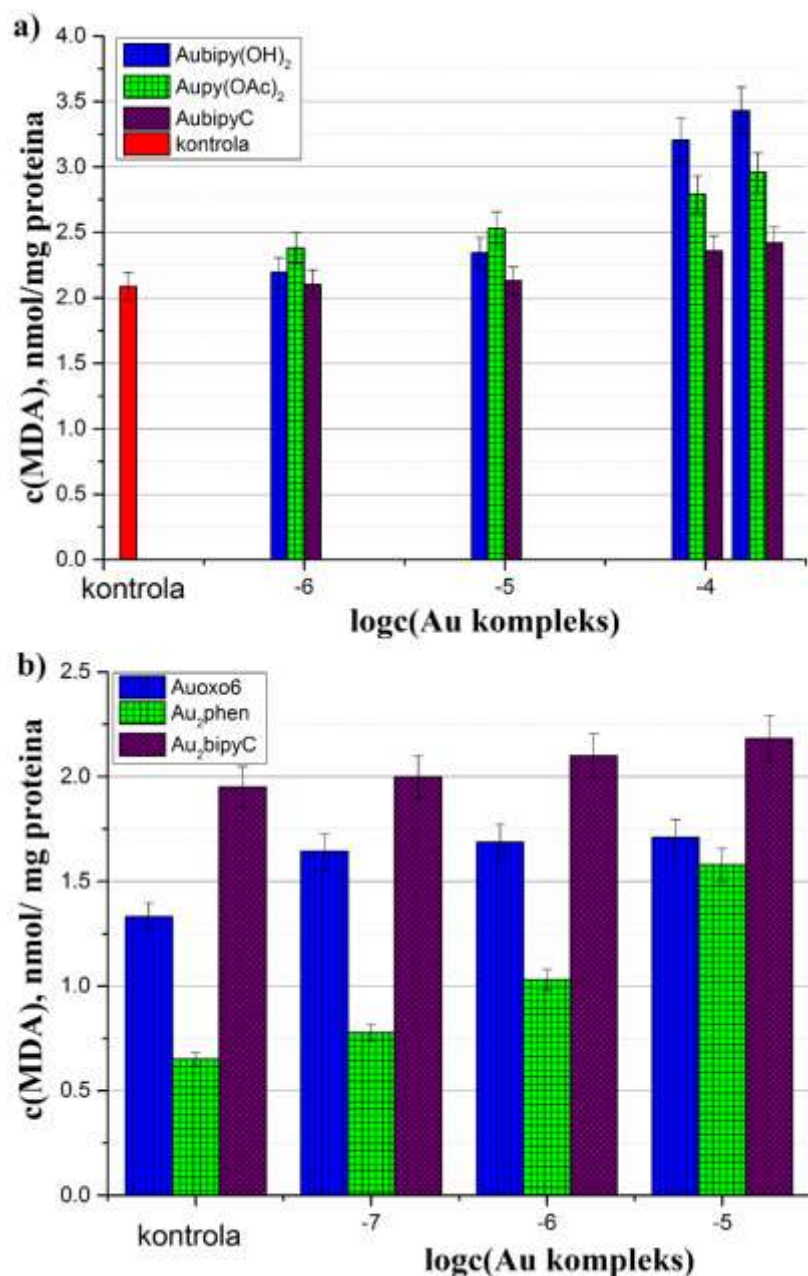 a)
4.0
3.5
3.0
2.5
2.0
1.5
1.0
0.5
0.0
c(MDA), nmol/mg proteina
Aubipy(OH)₂
Aupy(OAc)₂
AubipyC
kontrola
kontrola -6 -5 -4
logc(Au kompleks)
b)
2.5
2.0
1.5
1.0
0.5
0.0
c(MDA), nmol/ mg proteina
Auoxo6
Au₂phen
Au₂bipyC
kontrola -7 -6 -5
logc(Au kompleks)